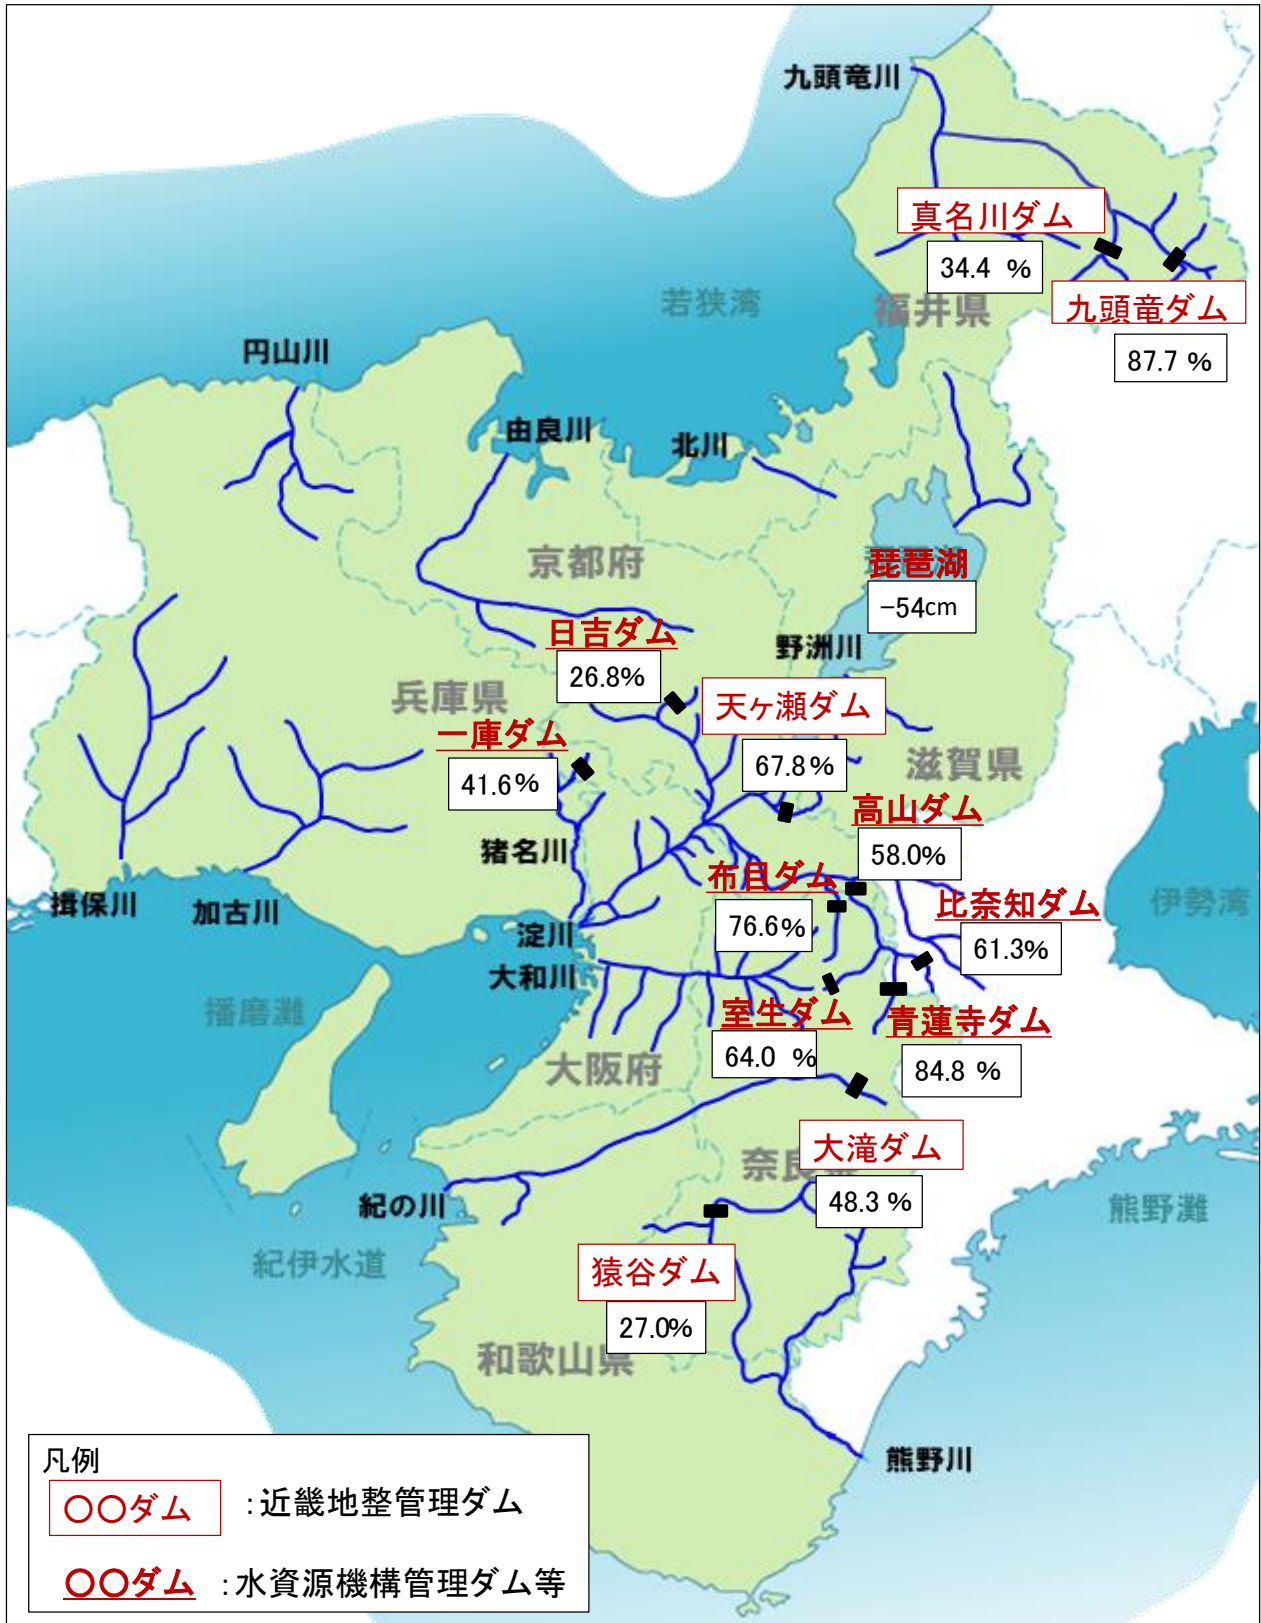 九頭竜川
真名川ダム
34.4 %
九頭竜ダム
87.7 %
福井県
若狭湾
円山川
由良川
北川
京都府
琵琶湖
-54cm
日吉ダム
26.8%
野洲川
兵庫県
天ヶ瀬ダム
67.8%
滋賀県
一庫ダム
41.6%
高山ダム
58.0%
猪名川
布目ダム
76.6%
比奈知ダム
61.3%
揖保川
加古川
淀川
大和川
伊勢湾
播磨灘
室生ダム
64.0 %
青蓮寺ダム
84.8 %
大阪府
大滝ダム
48.3 %
奈良県
紀の川
熊野灘
紀伊水道
猿谷ダム
27.0%
和歌山県
熊野川
凡例
〇〇ダム :近畿地整管理ダム
〇〇ダム :水資源機構管理ダム等